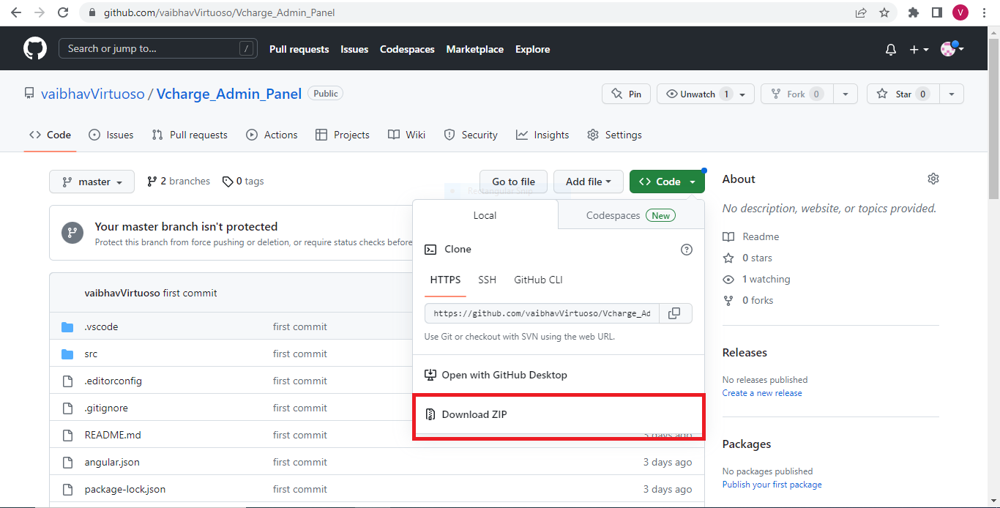 github.com/vaibhavVirtuoso/Vcharge_Admin_Panel
V
Search or jump to… /
Pull requests Issues Codespaces Marketplace Explore
vaibhavVirtuoso / Vcharge_Admin_Panel Public
Pin Unwatch 1 Fork 0 Star 0
Code Issues Pull requests Actions Projects Wiki Security Insights Settings
master 2 branches 0 tags Go to file Add file Code
Rectangular Snip
About
No description, website, or topics provided.
Readme
0 stars
1 watching
0 forks
Releases
No releases published
Create a new release
Packages
No packages published
Publish your first package
Local Codespaces New
Clone
HTTPS SSH GitHub CLI
https://github.com/vaibhavVirtuoso/Vcharge_Ad
Use Git or checkout with SVN using the web URL.
Open with GitHub Desktop
Download ZIP
Your master branch isn't protected
Protect this branch from force pushing or deletion, or require status checks before
vaibhavVirtuoso first commit
.vscode first commit
src first commit
.editorconfig first commit
.gitignore first commit
README.md first commit 3 days ago
angular.json first commit 3 days ago
package-lock.json first commit 3 days ago